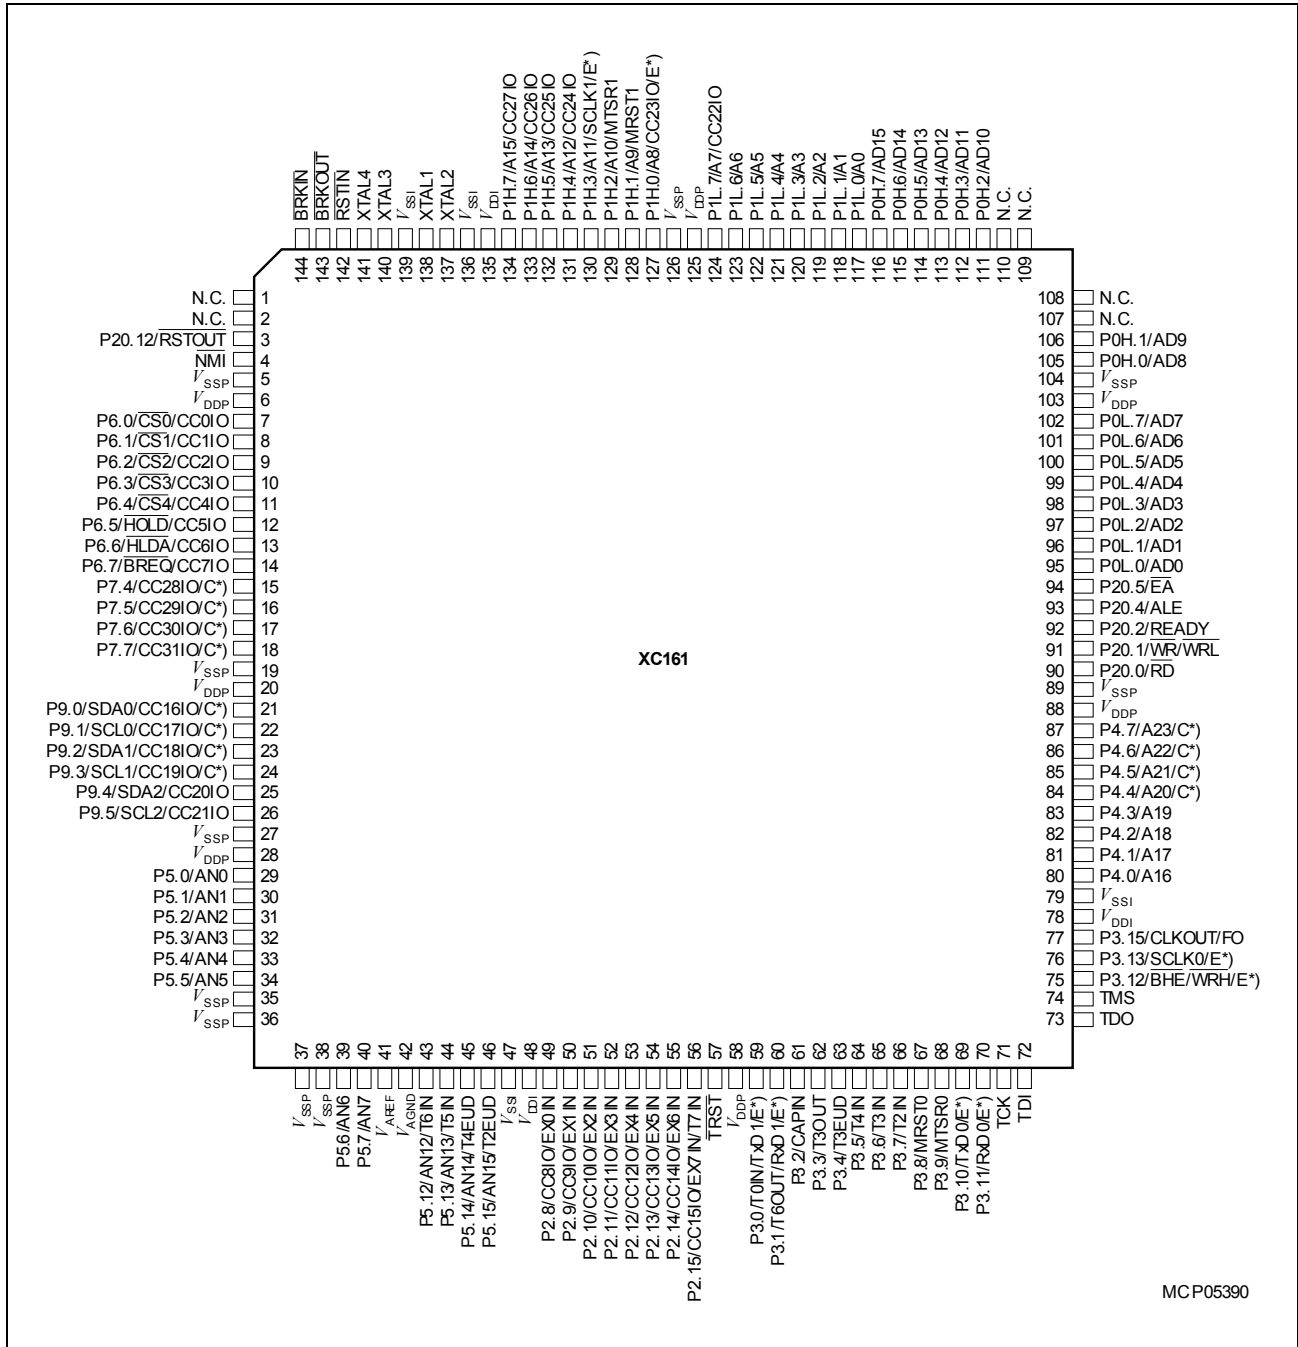 BRKIN
BRKOUT
RSTIN
XTAL4
XTAL3
VSSI
XTAL1
XTAL2
VSSI
VDDI
P1H.7/A15/CC27IO
P1H.6/A14/CC26IO
P1H.5/A13/CC25IO
P1H.4/A12/CC24IO
P1H.3/A11/SCLK1/E*)
P1H.2/A10/MTSR1
P1H.1/A9/MRST1
P1H.0/A8/CC23IO/E*)
VSSP
VDDP
P1L.7/A7/CC22IO
P1L.6/A6
P1L.5/A5
P1L.4/A4
P1L.3/A3
P1L.2/A2
P1L.1/A1
P1L.0/A0
P0H.7/AD15
P0H.6/AD14
P0H.5/AD13
P0H.4/AD12
P0H.3/AD11
P0H.2/AD10
N.C.
N.C.
144
143
142
141
140
139
138
137
136
135
134
133
132
131
130
129
128
127
126
125
124
123
122
121
120
119
118
117
116
115
114
113
112
111
110
109
N.C. 1
N.C. 2
P20.12/RSTOUT 3
NMI 4
VSSP 5
VDDP 6
P6.0/CS0/CC0IO 7
P6.1/CS1/CC1IO 8
P6.2/CS2/CC2IO 9
P6.3/CS3/CC3IO 10
P6.4/CS4/CC4IO 11
P6.5/HOLD/CC5IO 12
P6.6/HLDA/CC6IO 13
P6.7/BREQ/CC7IO 14
P7.4/CC28IO/C*) 15
P7.5/CC29IO/C*) 16
P7.6/CC30IO/C*) 17
P7.7/CC31IO/C*) 18
VSSP 19
VDDP 20
P9.0/SDA0/CC16IO/C*) 21
P9.1/SCL0/CC17IO/C*) 22
P9.2/SDA1/CC18IO/C*) 23
P9.3/SCL1/CC19IO/C*) 24
P9.4/SDA2/CC20IO 25
P9.5/SCL2/CC21IO 26
VSSP 27
VDDP 28
P5.0/AN0 29
P5.1/AN1 30
P5.2/AN2 31
P5.3/AN3 32
P5.4/AN4 33
P5.5/AN5 34
VSSP 35
VSSP 36
XC161
108 N.C.
107 N.C.
106 P0H.1/AD9
105 P0H.0/AD8
104 VSSP
103 VDDP
102 P0L.7/AD7
101 P0L.6/AD6
100 P0L.5/AD5
99 P0L.4/AD4
98 P0L.3/AD3
97 P0L.2/AD2
96 P0L.1/AD1
95 P0L.0/AD0
94 P20.5/EA
93 P20.4/ALE
92 P20.2/READY
91 P20.1/WR/WRL
90 P20.0/RD
89 VSSP
88 VDDP
87 P4.7/A23/C*)
86 P4.6/A22/C*)
85 P4.5/A21/C*)
84 P4.4/A20/C*)
83 P4.3/A19
82 P4.2/A18
81 P4.1/A17
80 P4.0/A16
79 VSSI
78 VDDI
77 P3.15/CLKOUT/FO
76 P3.13/SCLK0/E*)
75 P3.12/BHE/WRH/E*)
74 TMS
73 TDO
37
38
39
40
41
42
43
44
45
46
47
48
49
50
51
52
53
54
55
56
57
58
59
60
61
62
63
64
65
66
67
68
69
70
71
72
VSSP
VSSP
P5.6/AN6
P5.7/AN7
VAREF
VAGND
P5.12/AN12/T6IN
P5.13/AN13/T5IN
P5.14/AN14/T4EUD
P5.15/AN15/T2EUD
VSSI
VDDI
P2.8/CC8IO/EX0IN
P2.9/CC9IO/EX1IN
P2.10/CC10IO/EX2IN
P2.11/CC11IO/EX3IN
P2.12/CC12IO/EX4IN
P2.13/CC13IO/EX5IN
P2.14/CC14IO/EX6IN
P2.15/CC15IO/EX7IN/T7IN
TRST
VDDP
P3.0/T0IN/TxD1/E*)
P3.1/T6OUT/RxD1/E*)
P3.2/CAPIN
P3.3/T3OUT
P3.4/T3EUD
P3.5/T4IN
P3.6/T3IN
P3.7/T2IN
P3.8/MRST0
P3.9/MTSR0
P3.10/TxD0/E*)
P3.11/RxD0/E*)
TCK
TDI
MCP05390